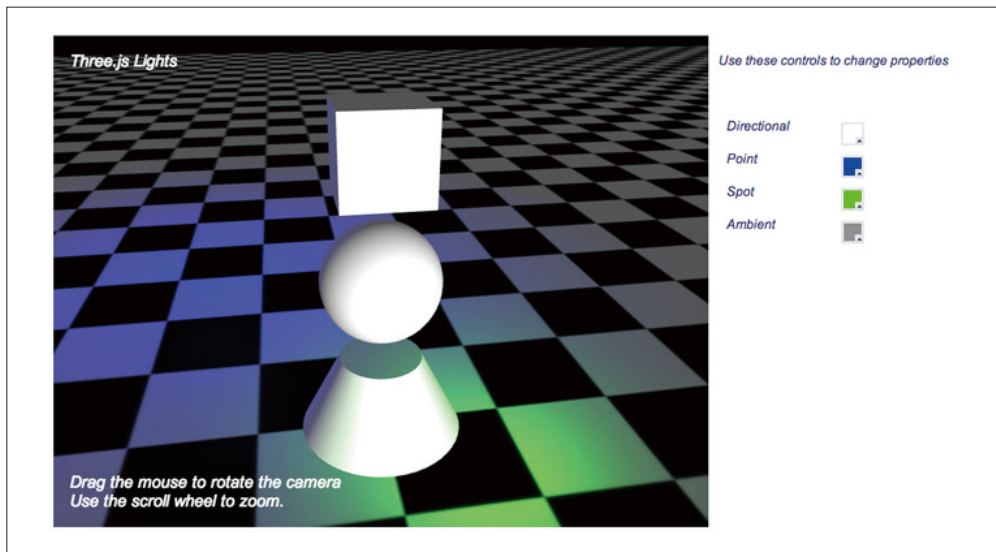 Three.js Lights
Use these controls to change properties
Directional
Point
Spot
Ambient
Drag the mouse to rotate the camera
Use the scroll wheel to zoom.